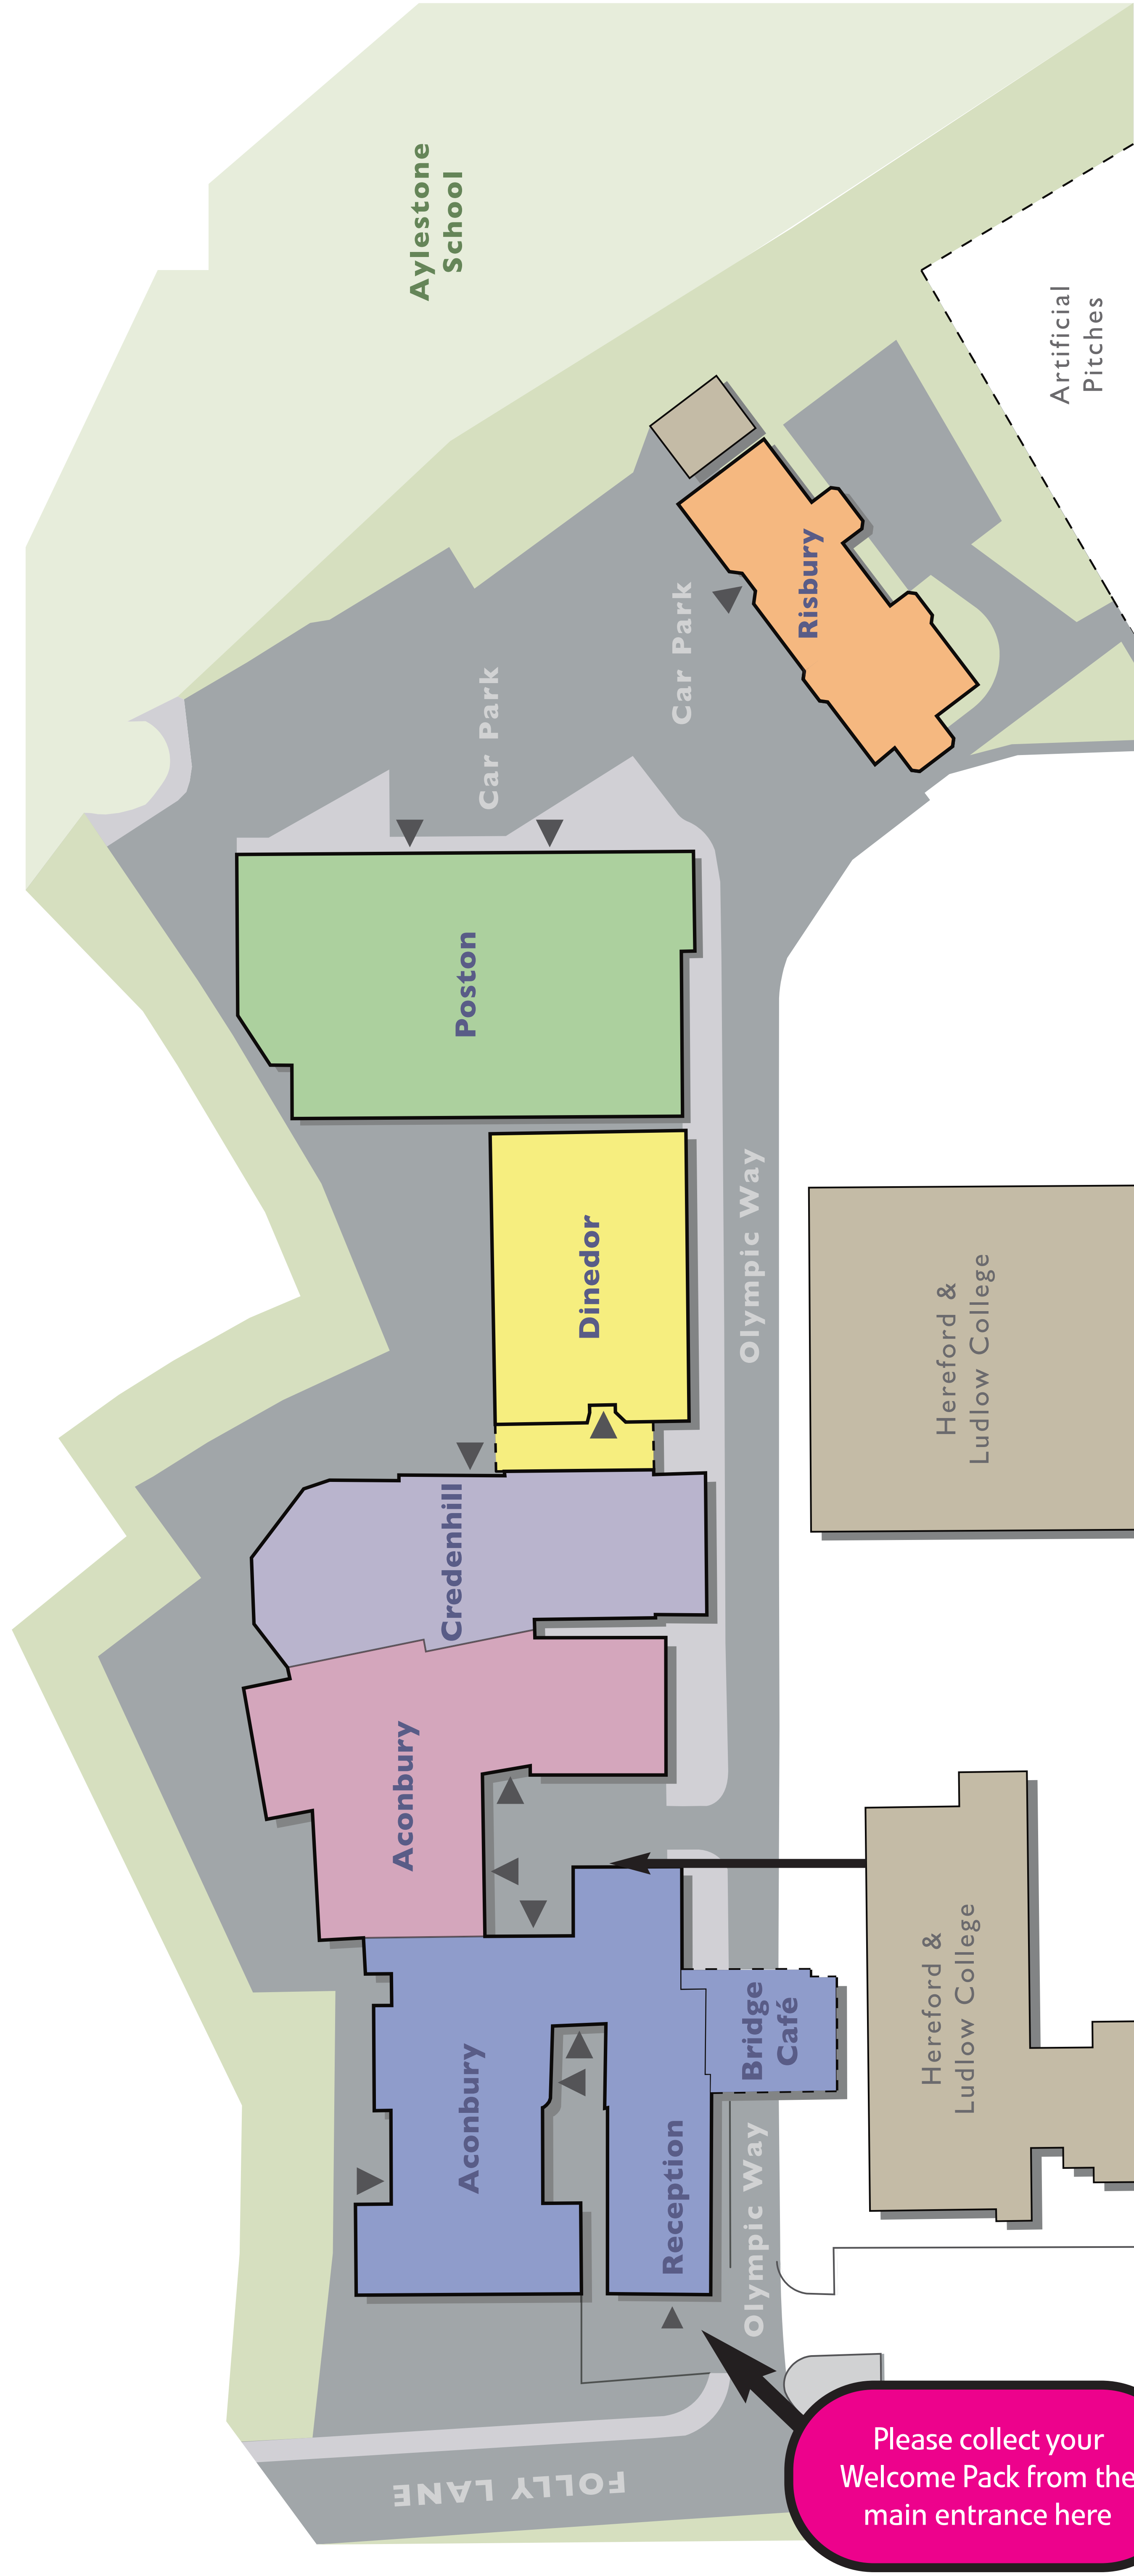 Aylestone
School
Artificial
Pitches
Car Park
Car Park
Risbury
Poston
Olympic Way
Dinedor
Hereford &
Ludlow College
Credenhill
Aconbury
Hereford &
Ludlow College
Bridge
Café
Aconbury
Reception
Olympic Way
FOLLY LANE
Please collect your
Welcome Pack from the
main entrance here